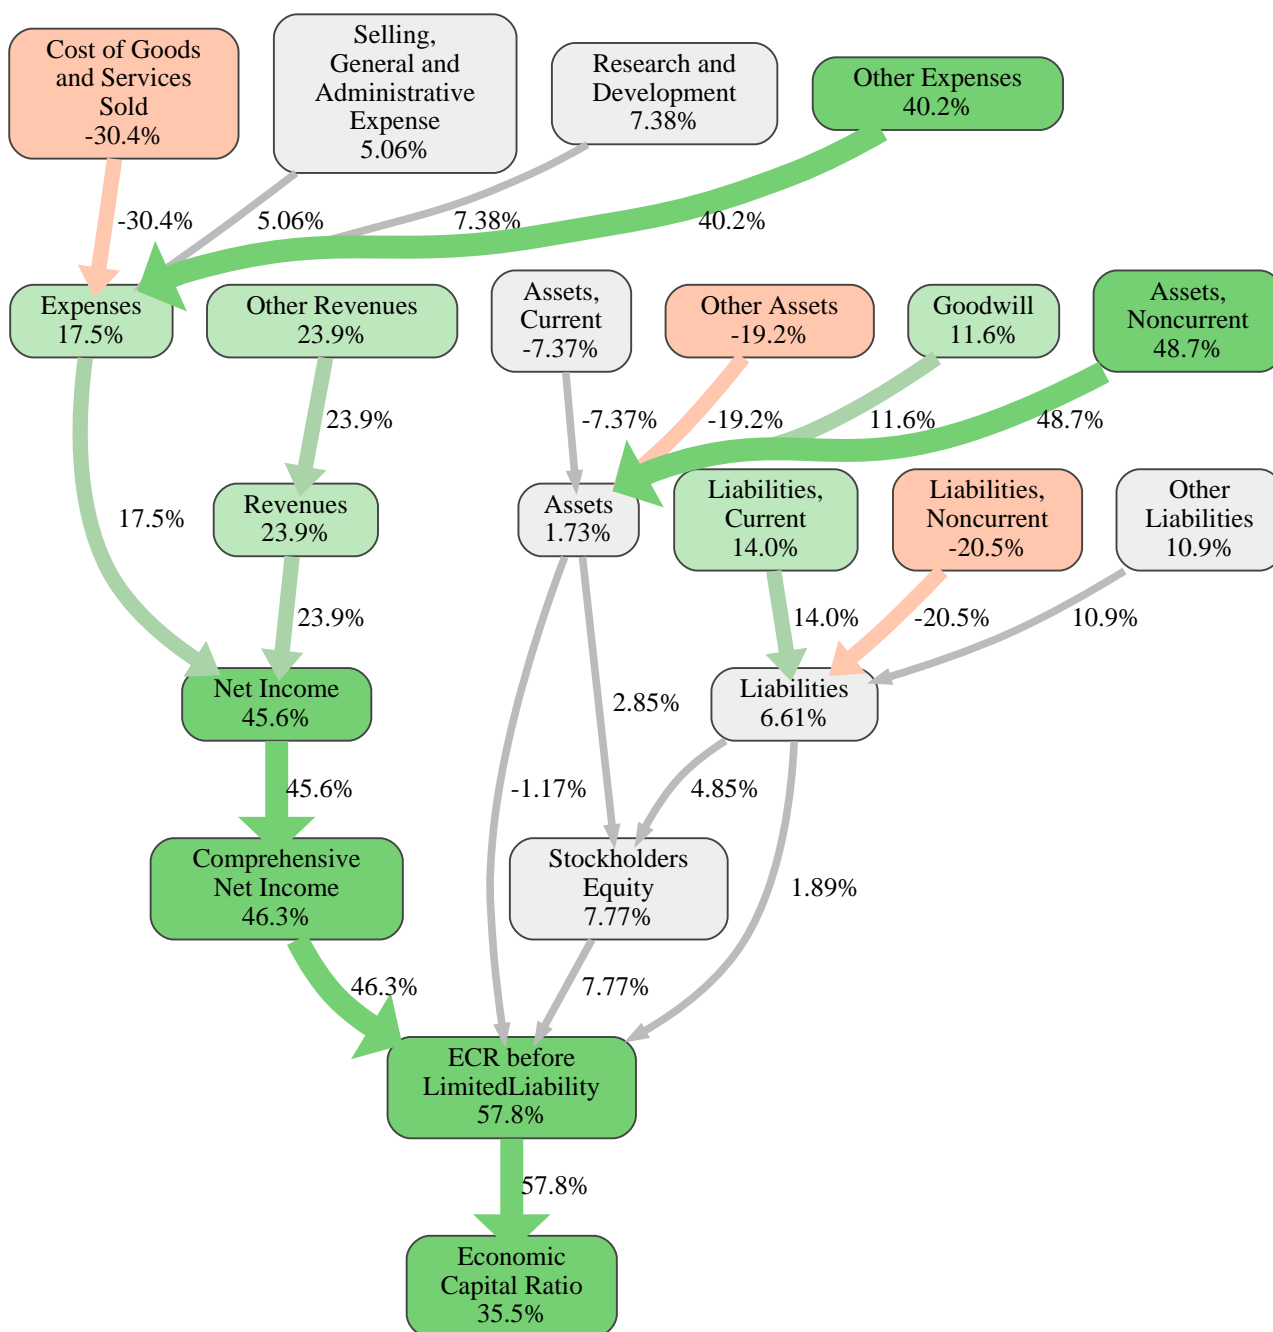 Cost of Goods
and Services
Sold
-30.4%
Selling,
General and
Administrative
Expense
5.06%
Research and
Development
7.38%
Other Expenses
40.2%
-30.4%
5.06%
7.38%
40.2%
Expenses
17.5%
Other Revenues
23.9%
Assets,
Current
-7.37%
Other Assets
-19.2%
Goodwill
11.6%
Assets,
Noncurrent
48.7%
23.9%
-7.37%
-19.2%
11.6%
48.7%
17.5%
Revenues
23.9%
Assets
1.73%
Liabilities,
Current
14.0%
Liabilities,
Noncurrent
-20.5%
Other
Liabilities
10.9%
23.9%
14.0%
-20.5%
10.9%
Net Income
45.6%
2.85%
Liabilities
6.61%
45.6%
-1.17%
4.85%
Comprehensive
Net Income
46.3%
Stockholders
Equity
7.77%
1.89%
46.3%
7.77%
ECR before
LimitedLiability
57.8%
57.8%
Economic
Capital Ratio
35.5%